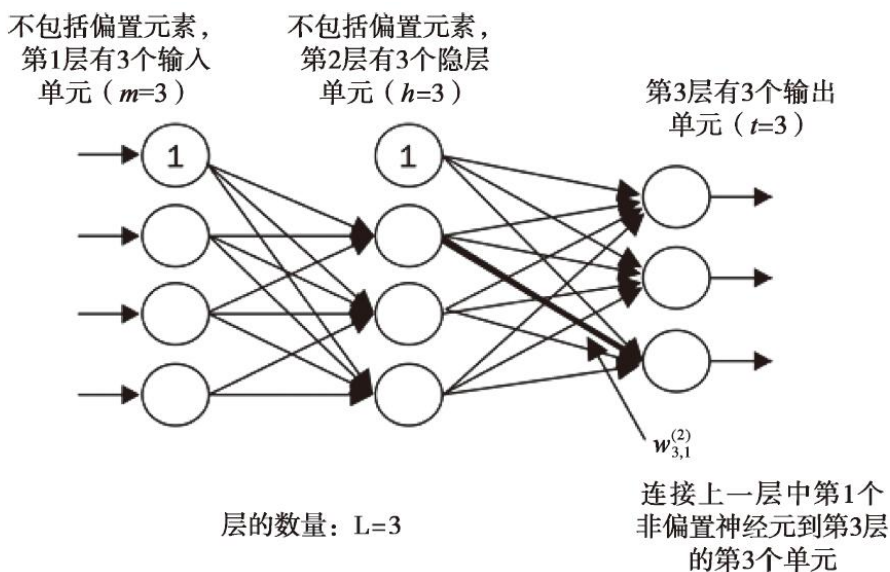 不包括偏置元素，
第1层有3个输入
单元（m=3）
不包括偏置元素，
第2层有3个隐层
单元（h=3）
第3层有3个输出
单元（t=3）
1
1
w_{3,1}^{(2)}
连接上一层中第1个
非偏置神经元到第3层
的第3个单元
层的数量：L=3